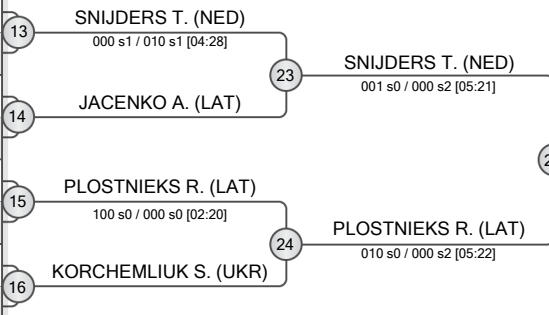 13
SNIJDERS T. (NED)
000 s1 / 010 s1 [04:28]
14
JACENKO A. (LAT)
23
SNIJDERS T. (NED)
001 s0 / 000 s2 [05:21]
15
PLOSTNIEKS R. (LAT)
100 s0 / 000 s0 [02:20]
16
KORCHEMLIUK S. (UKR)
24
PLOSTNIEKS R. (LAT)
010 s0 / 000 s2 [05:22]